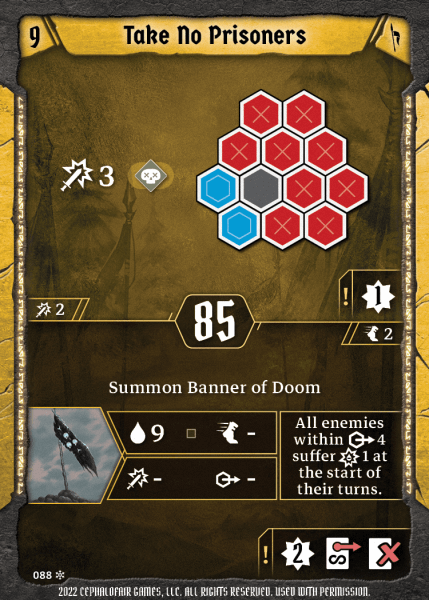 9
Take No Prisoners
3
! 1
2
85
2
Summon Banner of Doom
9
-
-
-
All enemies
within 4
suffer 1 at
the start of
their turns.
! 2
088
2022 CEPHALOFAIR GAMES, LLC. ALL RIGHTS RESERVED. USED WITH PERMISSION.